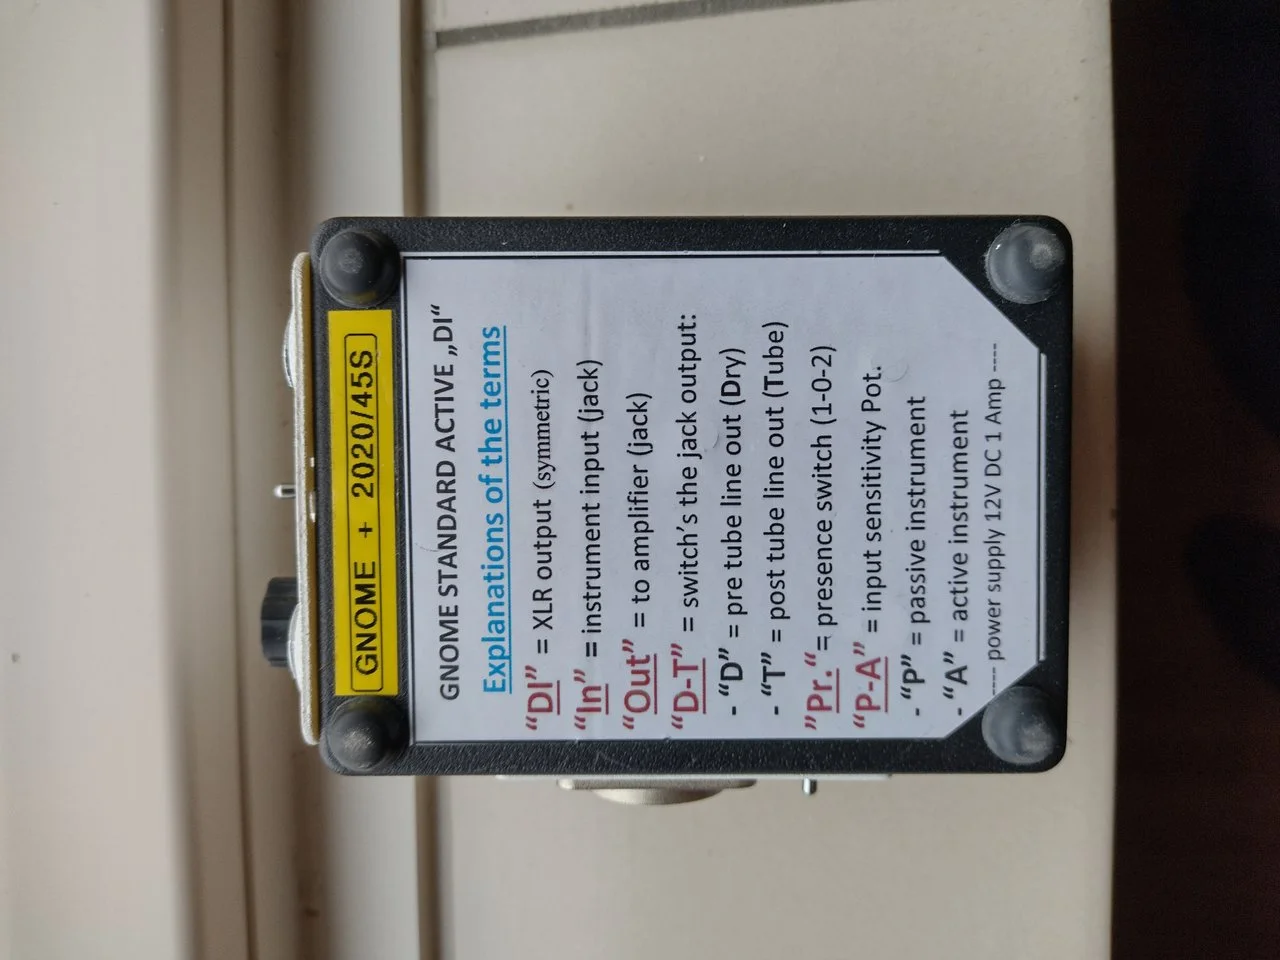 GNOME + 2020/45S
GNOME STANDARD ACTIVE „DI“
Explanations of the terms
“DI” = XLR output (symmetric)
“In” = instrument input (jack)
“Out” = to amplifier (jack)
“D-T” = switch’s the jack output:
- “D” = pre tube line out (Dry)
- “T” = post tube line out (Tube)
”Pr.“ = presence switch (1-0-2)
“P-A” = input sensitivity Pot.
- “P” = passive instrument
- “A” = active instrument
---- power supply 12V DC 1 Amp ----